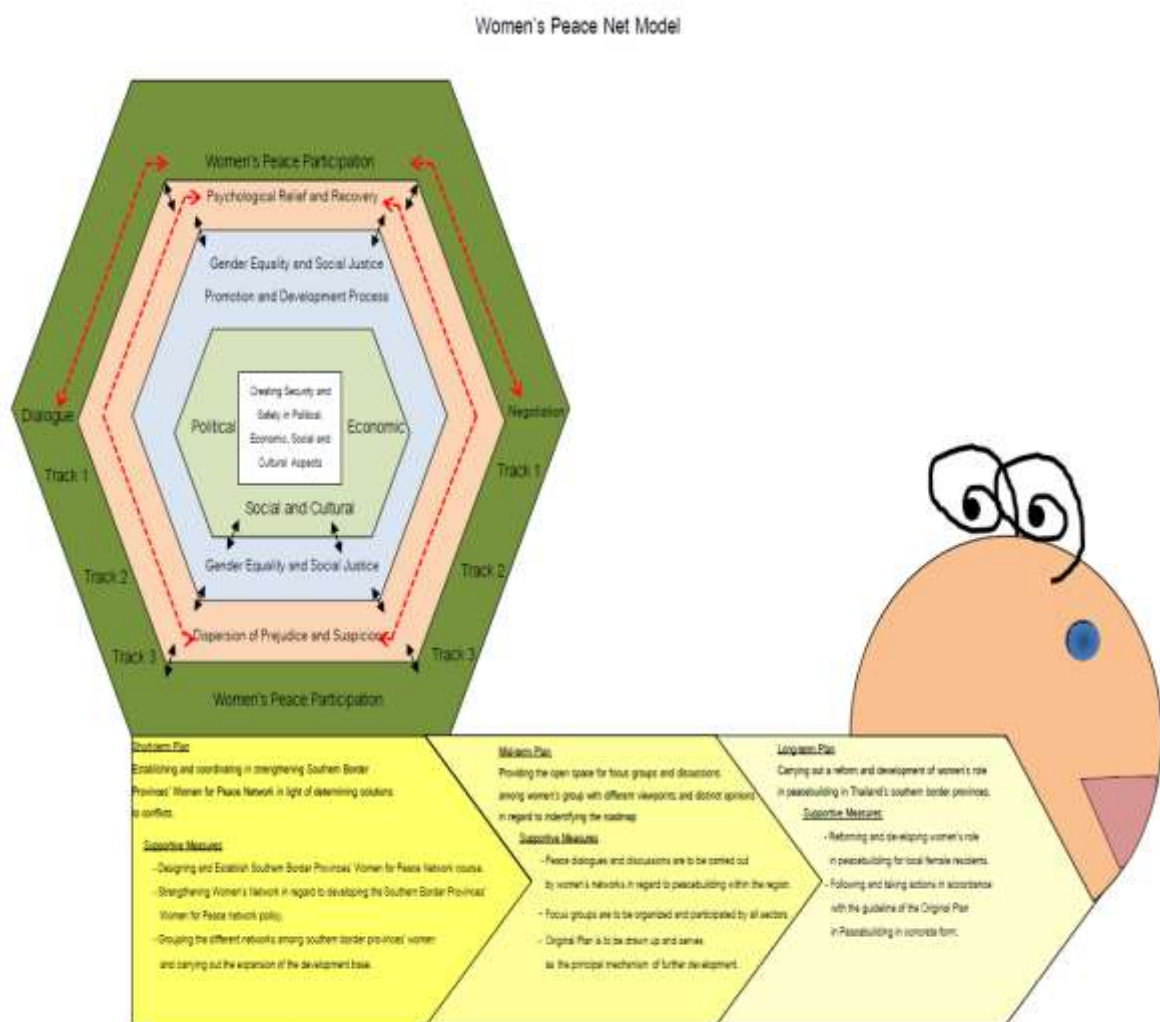 Women's Peace Net Model
Women's Peace Participation
Psychological Relief and Recovery
Gender Equality and Social Justice
Promotion and Development Process
Creating Security and
Safety in Political,
Economic, Social and
Cultural Aspects
Political
Economic
Social and Cultural
Gender Equality and Social Justice
Dispersion of Prejudice and Suspicion
Women's Peace Participation
Dialogue
Track 1
Track 2
Track 3
Negotiation
Track 1
Track 2
Track 3
Short-term Plan
Establishing and coordinating in strengthening Southern Border
Provinces' Women for Peace Network in light of determining solutions
to conflicts.
Supportive Measures
- Designing and Establish Southern Border Provinces' Women for Peace Network course.
- Strengthening Women's Network in regard to developing the Southern Border Provinces'
Women for Peace network policy.
- Grouping the different networks among southern border provinces' women
and carrying out the expansion of the development base.
Mid-term Plan
Providing the open space for focus groups and discussions
among women's group with different viewpoints and distinct opinions
in regard to indentifying the roadmap
Supportive Measures
- Peace dialogues and discussions are to be carried out
by women's networks in regard to peacebuilding within the region.
- Focus groups are to be organized and participated by all sectors.
- Original Plan is to be drawn up and serves
as the principal mechanism of further development.
Long-term Plan
Carrying out a reform and development of women's role
in peacebuilding in Thailand's southern border provinces.
Supportive Measures:
- Reforming and developing women's role
in peacebuilding for local female residents.
- Following and taking actions in accordance
with the guideline of the Original Plan
in Peacebuilding in concrete form.